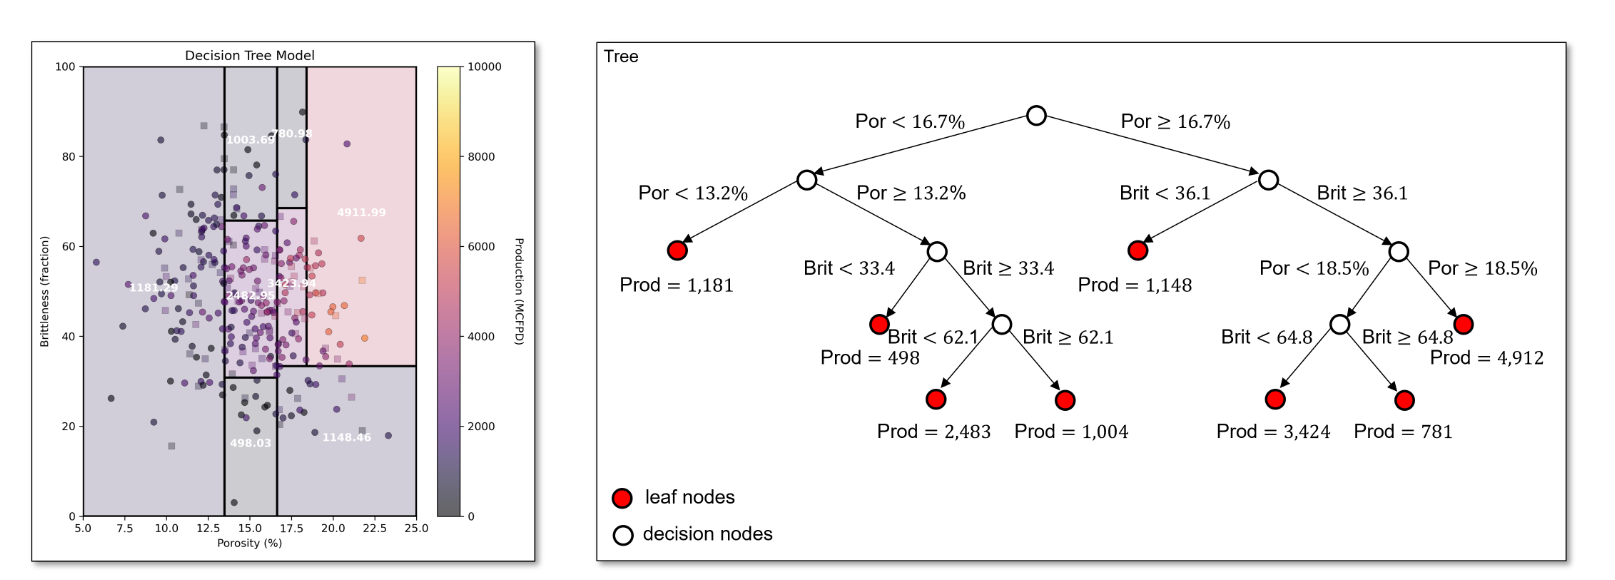 Decision Tree Model
100
80
60
40
20
0
Brittleness (fraction)
5.0 7.5 10.0 12.5 15.0 17.5 20.0 22.5 25.0
Porosity (%)
1003.69
780.98
4911.99
1181.29
2482.95
3423.94
498.03
1148.46
10000
8000
6000
4000
2000
0
Production (MCFPD)
Tree
Por < 16.7% Por ≥ 16.7%
Por < 13.2% Por ≥ 13.2% Brit < 36.1 Brit ≥ 36.1
Brit < 33.4 Brit ≥ 33.4 Por < 18.5% Por ≥ 18.5%
Prod = 1,181 Prod = 1,148
Brit < 62.1 Brit ≥ 62.1 Brit < 64.8 Brit ≥ 64.8
Prod = 498 Prod = 4,912
Prod = 2,483 Prod = 1,004 Prod = 3,424 Prod = 781
leaf nodes
decision nodes